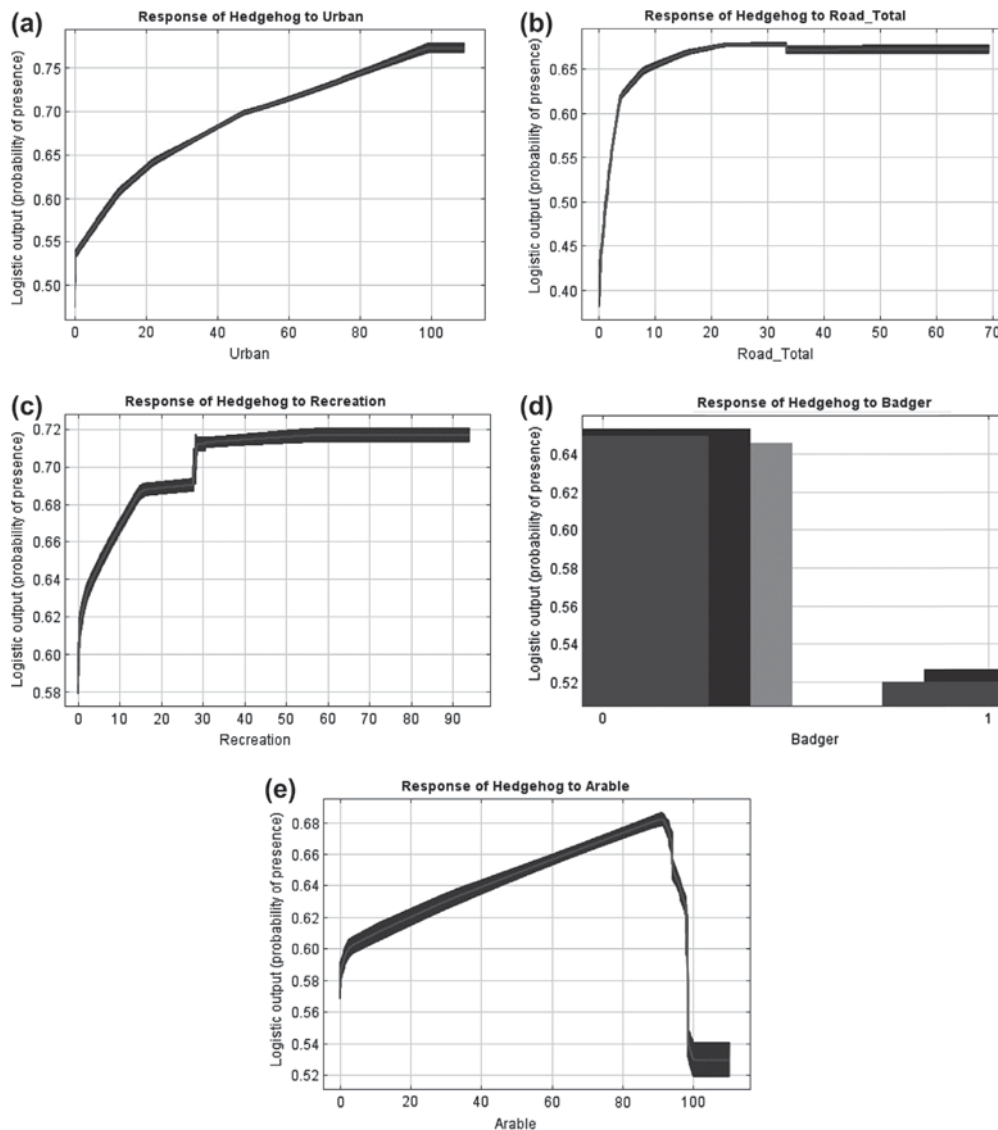 (a)
Response of Hedgehog to Urban
Logistic output (probability of presence)
0.75
0.70
0.65
0.60
0.55
0.50
0 20 40 60 80 100
Urban
(b)
Response of Hedgehog to Road_Total
Logistic output (probability of presence)
0.65
0.60
0.55
0.50
0.45
0.40
0 10 20 30 40 50 60 70
Road_Total
(c)
Response of Hedgehog to Recreation
Logistic output (probability of presence)
0.72
0.70
0.68
0.66
0.64
0.62
0.60
0.58
0 10 20 30 40 50 60 70 80 90
Recreation
(d)
Response of Hedgehog to Badger
Logistic output (probability of presence)
0.64
0.62
0.60
0.58
0.56
0.54
0.52
0 1
Badger
(e)
Response of Hedgehog to Arable
Logistic output (probability of presence)
0.68
0.66
0.64
0.62
0.60
0.58
0.56
0.54
0.52
0 20 40 60 80 100
Arable